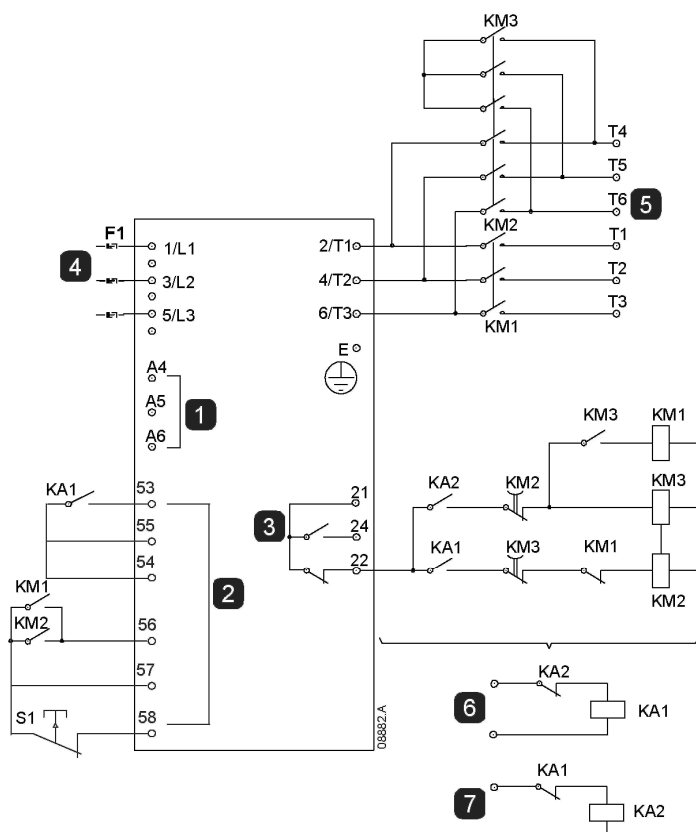 KM3
T4
T5
T6
5
F1
1/L1
2/T1
KM2
T1
4
3/L2
4/T2
T2
5/L3
6/T3
KM1
T3
E
A4
A5
1
A6
KM3
KM1
KA1
53
21
KA2
KM2
KM3
55
3
24
54
22
KA1
KM3
KM1
KM2
KM1
2
KM2
56
57
S1
58
08882.A
KA2
6
KA1
KA1
7
KA2